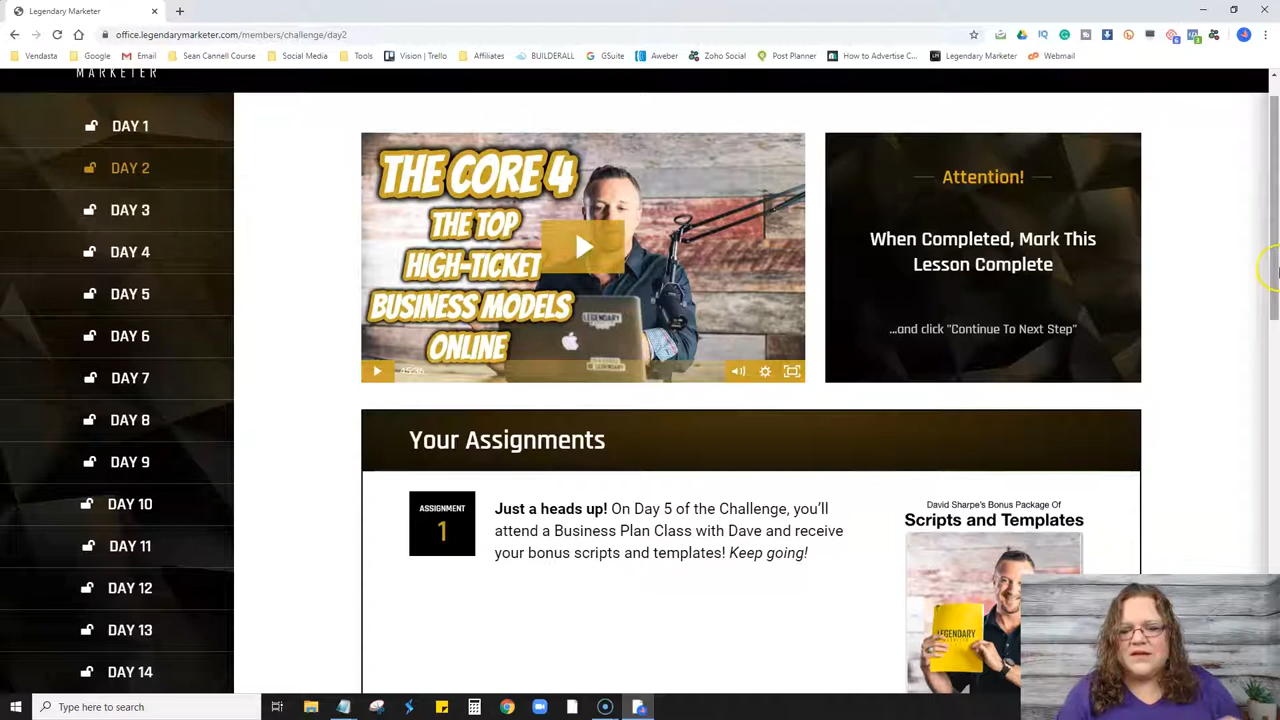 Legendary Marketer
office.legendarymarketer.com/members/challenge/day2
Vendasta Google Email Sean Cannell Course Social Media Tools Vision | Trello Affiliates BUILDERALL GSuite Aweber Zoho Social Post Planner How to Advertise C... Legendary Marketer Webmail
MARKETER
DAY 1
DAY 2
DAY 3
DAY 4
DAY 5
DAY 6
DAY 7
DAY 8
DAY 9
DAY 10
DAY 11
DAY 12
DAY 13
DAY 14
THE CORE 4
THE TOP
HIGH-TICKET
BUSINESS MODELS
ONLINE
LEGENDARY
Attention!
When Completed, Mark This
Lesson Complete
...and click "Continue To Next Step"
Your Assignments
ASSIGNMENT
1
Just a heads up! On Day 5 of the Challenge, you'll
attend a Business Plan Class with Dave and receive
your bonus scripts and templates! Keep going!
David Sharpe's Bonus Package Of
Scripts and Templates
LEGENDARY
Type here to search